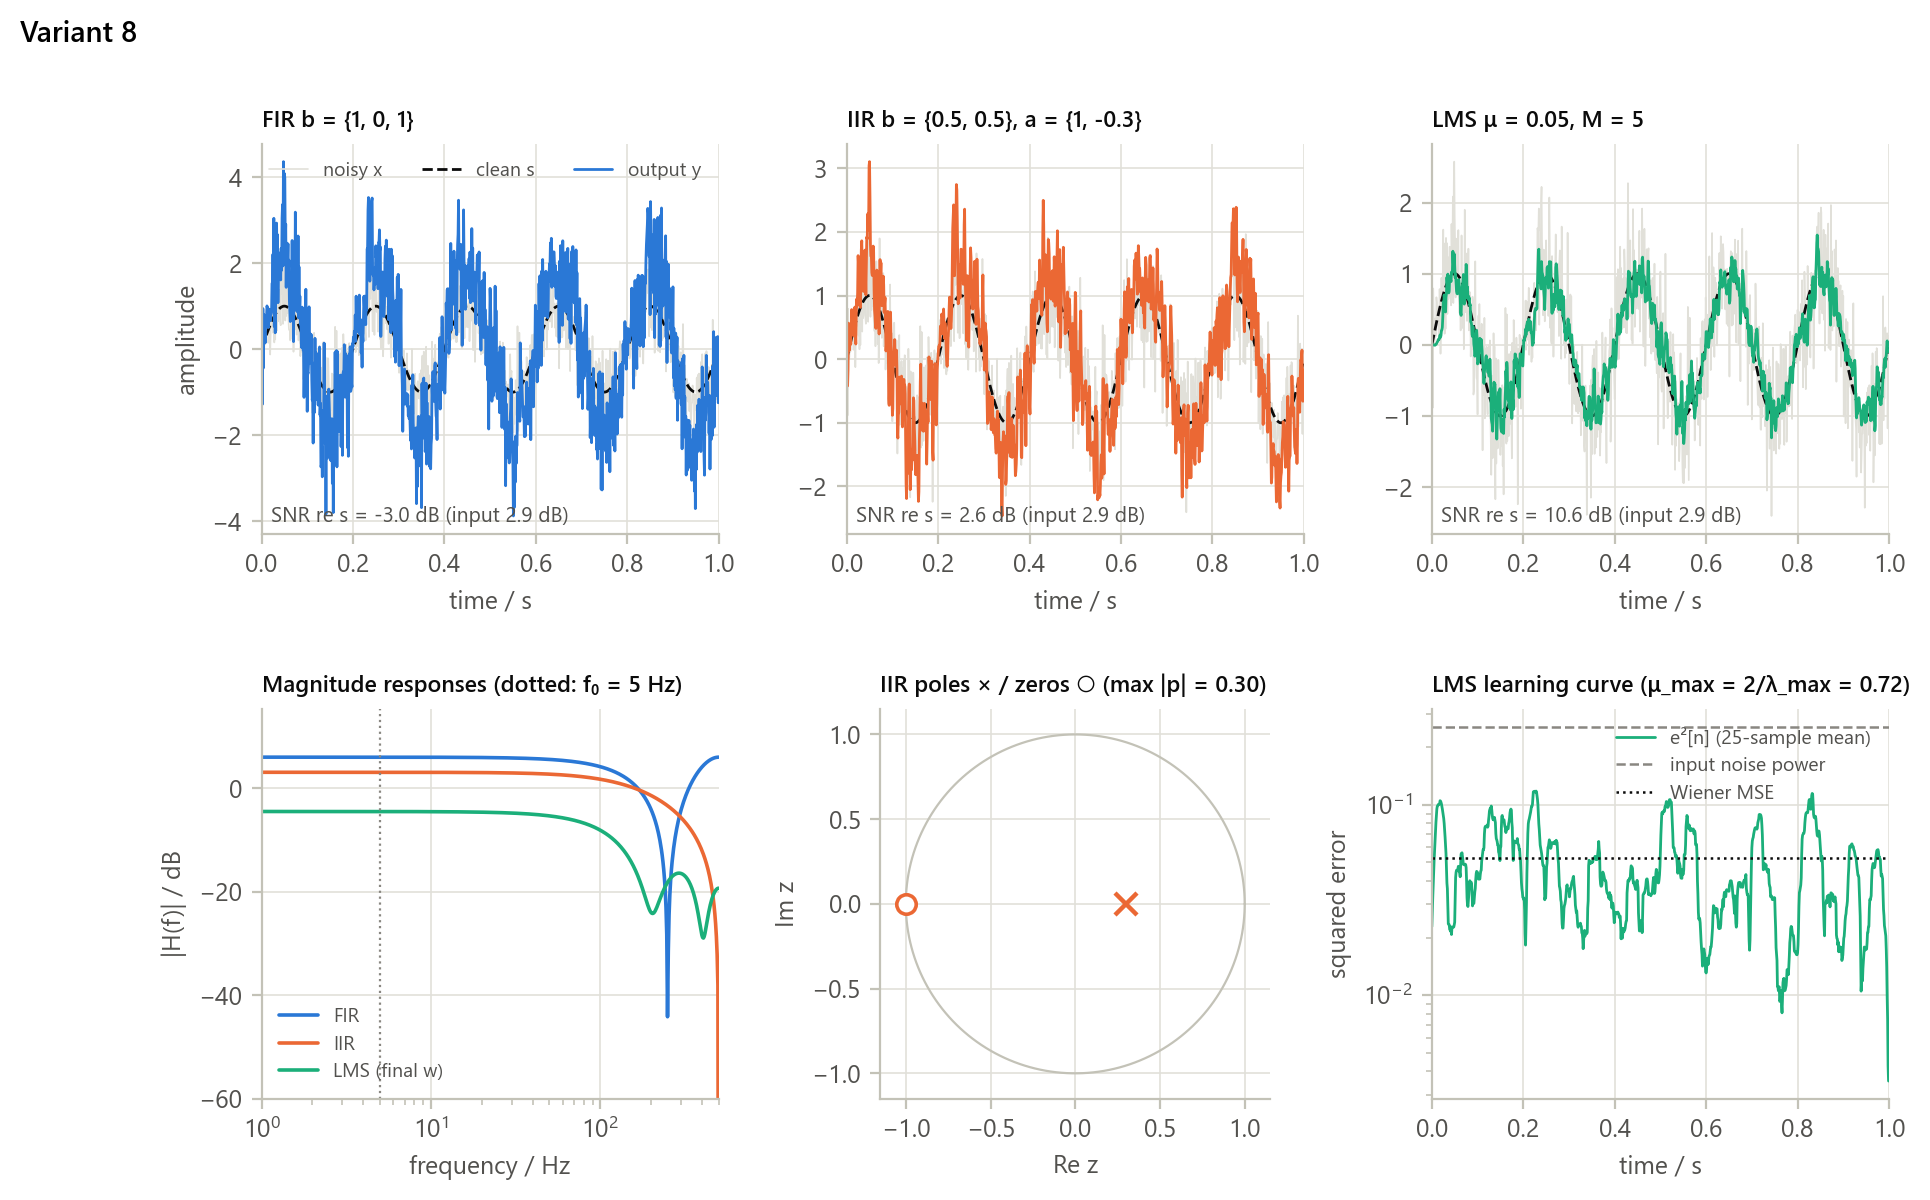 Variant 8
FIR b = {1, 0, 1}
noisy x
clean s
output y
4
2
0
−2
−4
amplitude
SNR re s = -3.0 dB (input 2.9 dB)
0.0 0.2 0.4 0.6 0.8 1.0
time / s
IIR b = {0.5, 0.5}, a = {1, -0.3}
3
2
1
0
−1
−2
SNR re s = 2.6 dB (input 2.9 dB)
0.0 0.2 0.4 0.6 0.8 1.0
time / s
LMS μ = 0.05, M = 5
2
1
0
−1
−2
SNR re s = 10.6 dB (input 2.9 dB)
0.0 0.2 0.4 0.6 0.8 1.0
time / s
Magnitude responses (dotted: f₀ = 5 Hz)
0
−20
−40
−60
|H(f)| / dB
FIR
IIR
LMS (final w)
10⁰ 10¹ 10²
frequency / Hz
IIR poles × / zeros ○ (max |p| = 0.30)
1.0
0.5
0.0
−0.5
−1.0
Im z
−1.0 −0.5 0.0 0.5 1.0
Re z
LMS learning curve (μ_max = 2/λ_max = 0.72)
e²[n] (25-sample mean)
input noise power
Wiener MSE
10⁻¹
10⁻²
squared error
0.0 0.2 0.4 0.6 0.8 1.0
time / s